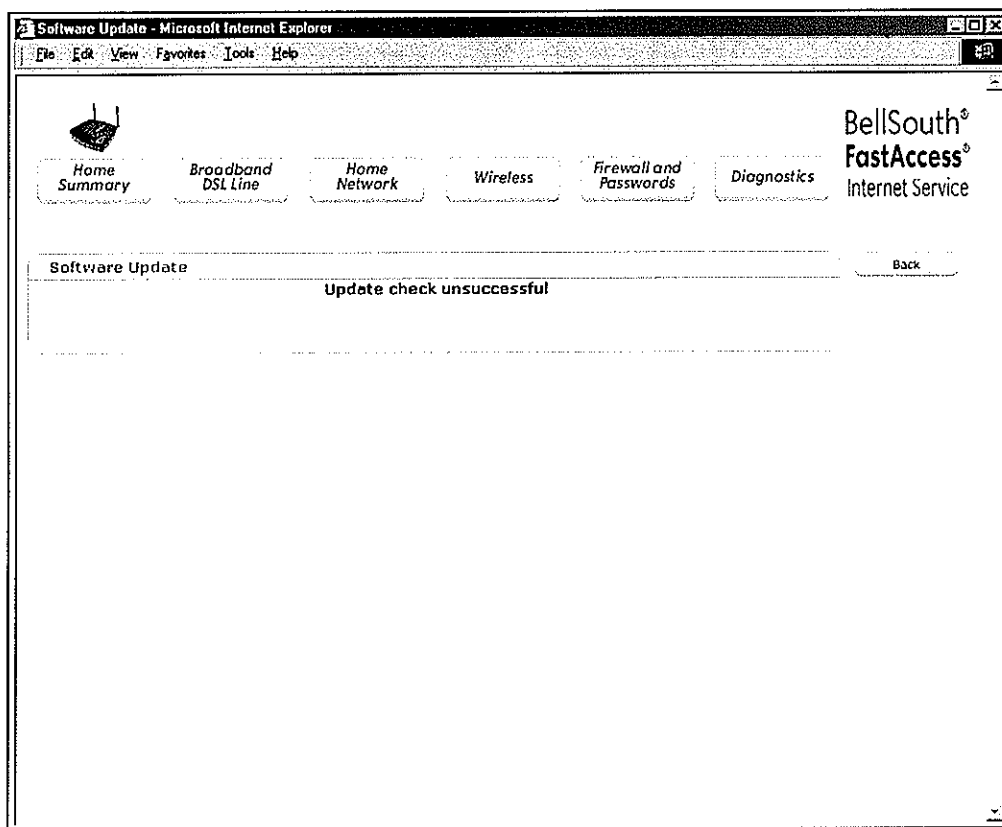 Software Update - Microsoft Internet Explorer
File Edit View Favorites Tools Help
BellSouth®
FastAccess®
Internet Service
Home
Summary
Broadband
DSL Line
Home
Network
Wireless
Firewall and
Passwords
Diagnostics
Software Update
Back
Update check unsuccessful